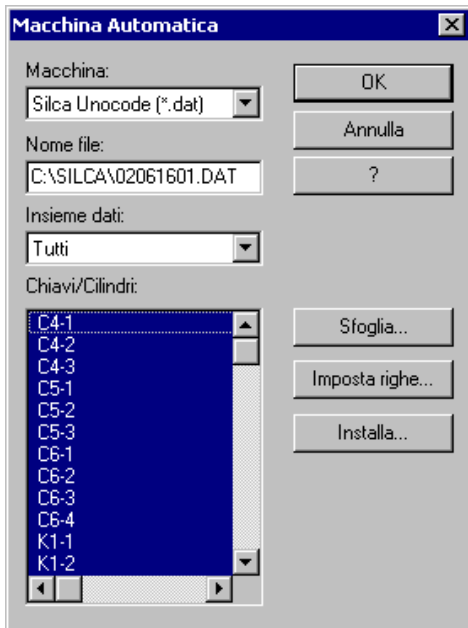 Macchina Automatica
Macchina:
Silca Unocode (*.dat)
OK
Annulla
Nome file:
C:\SILCA\02061601.DAT
?
Insieme dati:
Tutti
Chiavi/Cilindri:
C4-1
C4-2
C4-3
C5-1
C5-2
C5-3
C6-1
C6-2
C6-3
C6-4
K1-1
K1-2
Sfoglia...
Imposta righe...
Installa...